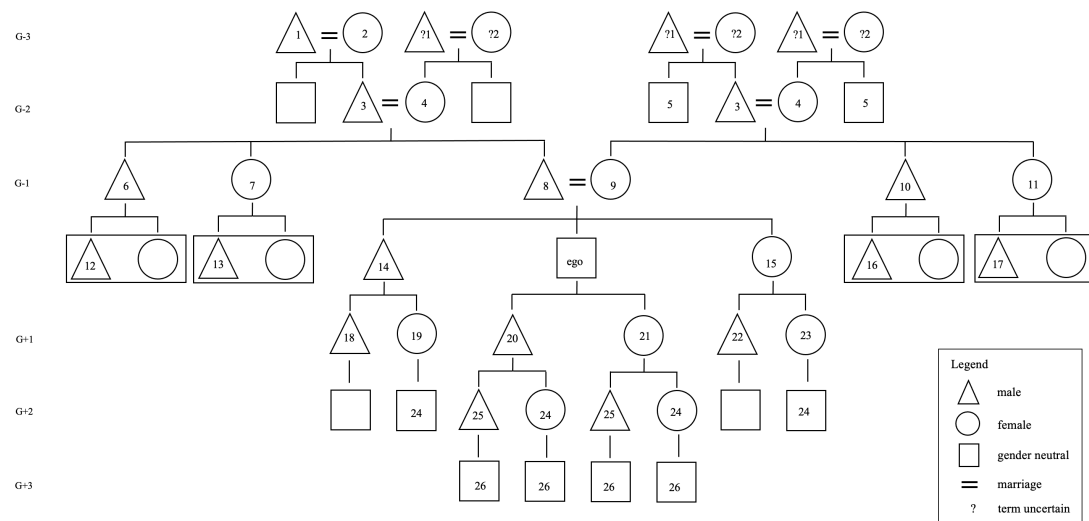 G-3 1 = 2 ?1 = ?2 ?1 = ?2 ?1 = ?2
G-2 3 = 4 5 3 = 4 5
G-1 6 7 8 = 9 10 11
12 13 14 ego 15 16 17
G+1 18 19 20 21 22 23
G+2 24 25 24 25 24 24
G+3 26 26 26 26
Legend
male
female
gender neutral
= marriage
? term uncertain